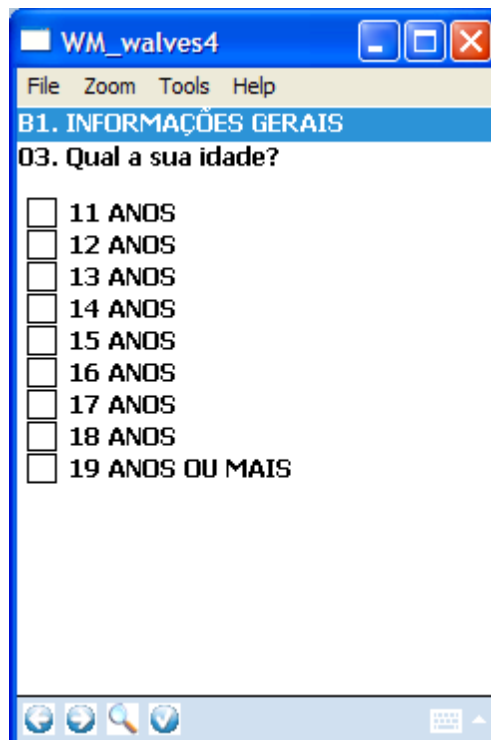 WM_walves4
File Zoom Tools Help
B1. INFORMAÇÕES GERAIS
03. Qual a sua idade?
11 ANOS
12 ANOS
13 ANOS
14 ANOS
15 ANOS
16 ANOS
17 ANOS
18 ANOS
19 ANOS OU MAIS